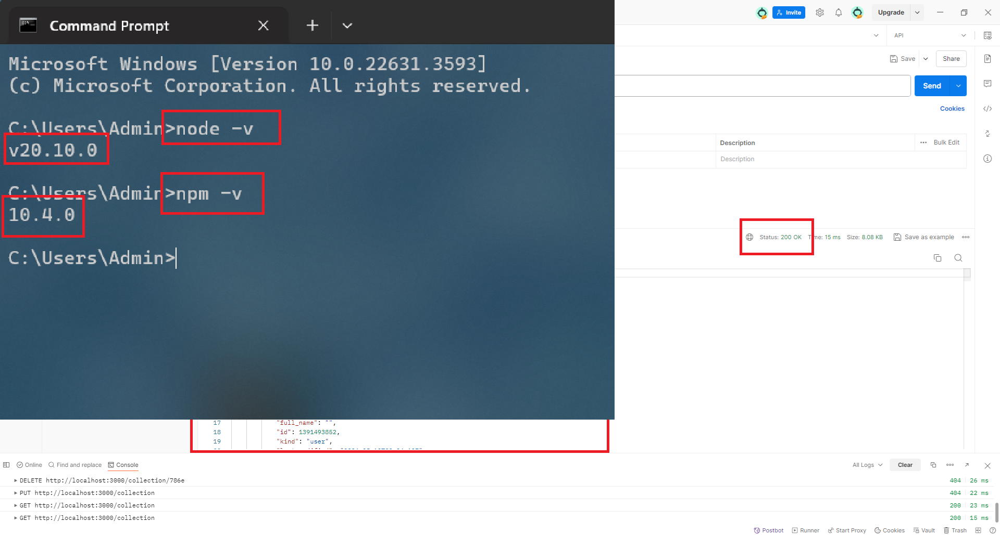 Command Prompt
Microsoft Windows [Version 10.0.22631.3593]
(c) Microsoft Corporation. All rights reserved.
C:\Users\Admin>node -v
v20.10.0
C:\Users\Admin>npm -v
10.4.0
C:\Users\Admin>
Invite
Upgrade
API
Save
Share
Send
Cookies
Description
Bulk Edit
Description
Status: 200 OK
Time: 15 ms
Size: 8.08 KB
Save as example
17 "full_name": "",
18 "id": 1391493852,
19 "kind": "user",
Online
Find and replace
Console
All Logs
Clear
DELETE http://localhost:3000/collection/786e 404 26 ms
PUT http://localhost:3000/collection 404 22 ms
GET http://localhost:3000/collection 200 23 ms
GET http://localhost:3000/collection 200 15 ms
Postbot
Runner
Start Proxy
Cookies
Vault
Trash